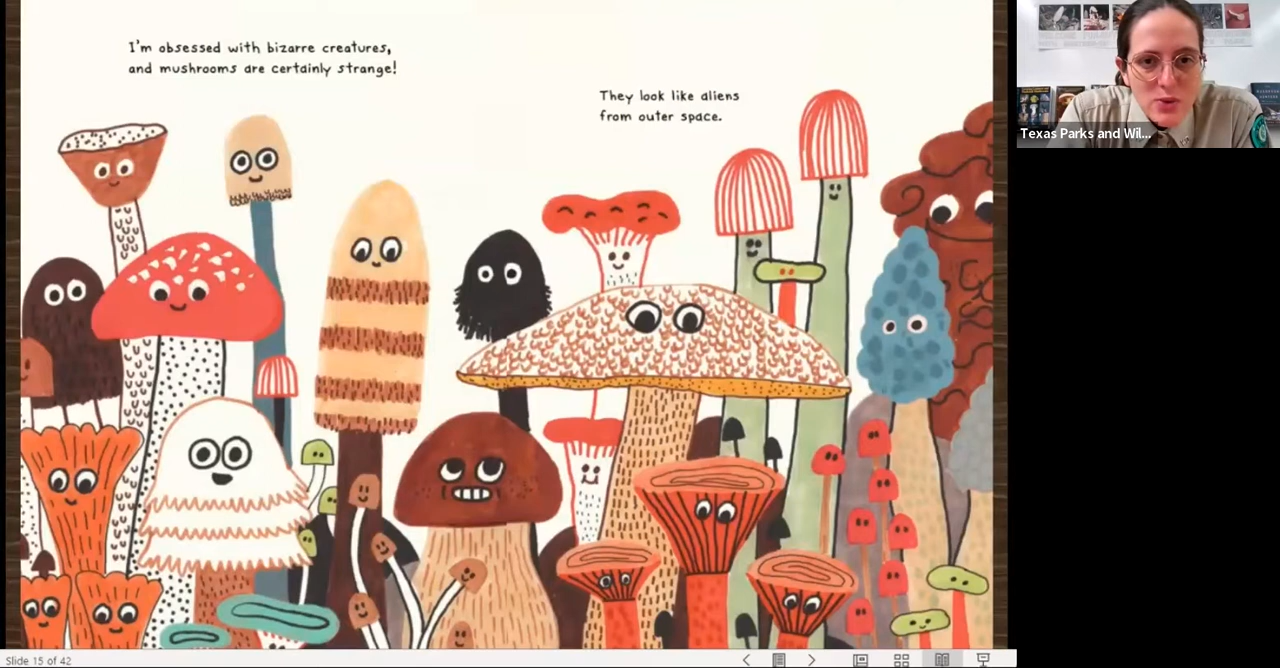 I'm obsessed with bizarre creatures,
and mushrooms are certainly strange!
They look like aliens
from outer space.
Texas Parks and Wil...
Slide 15 of 42